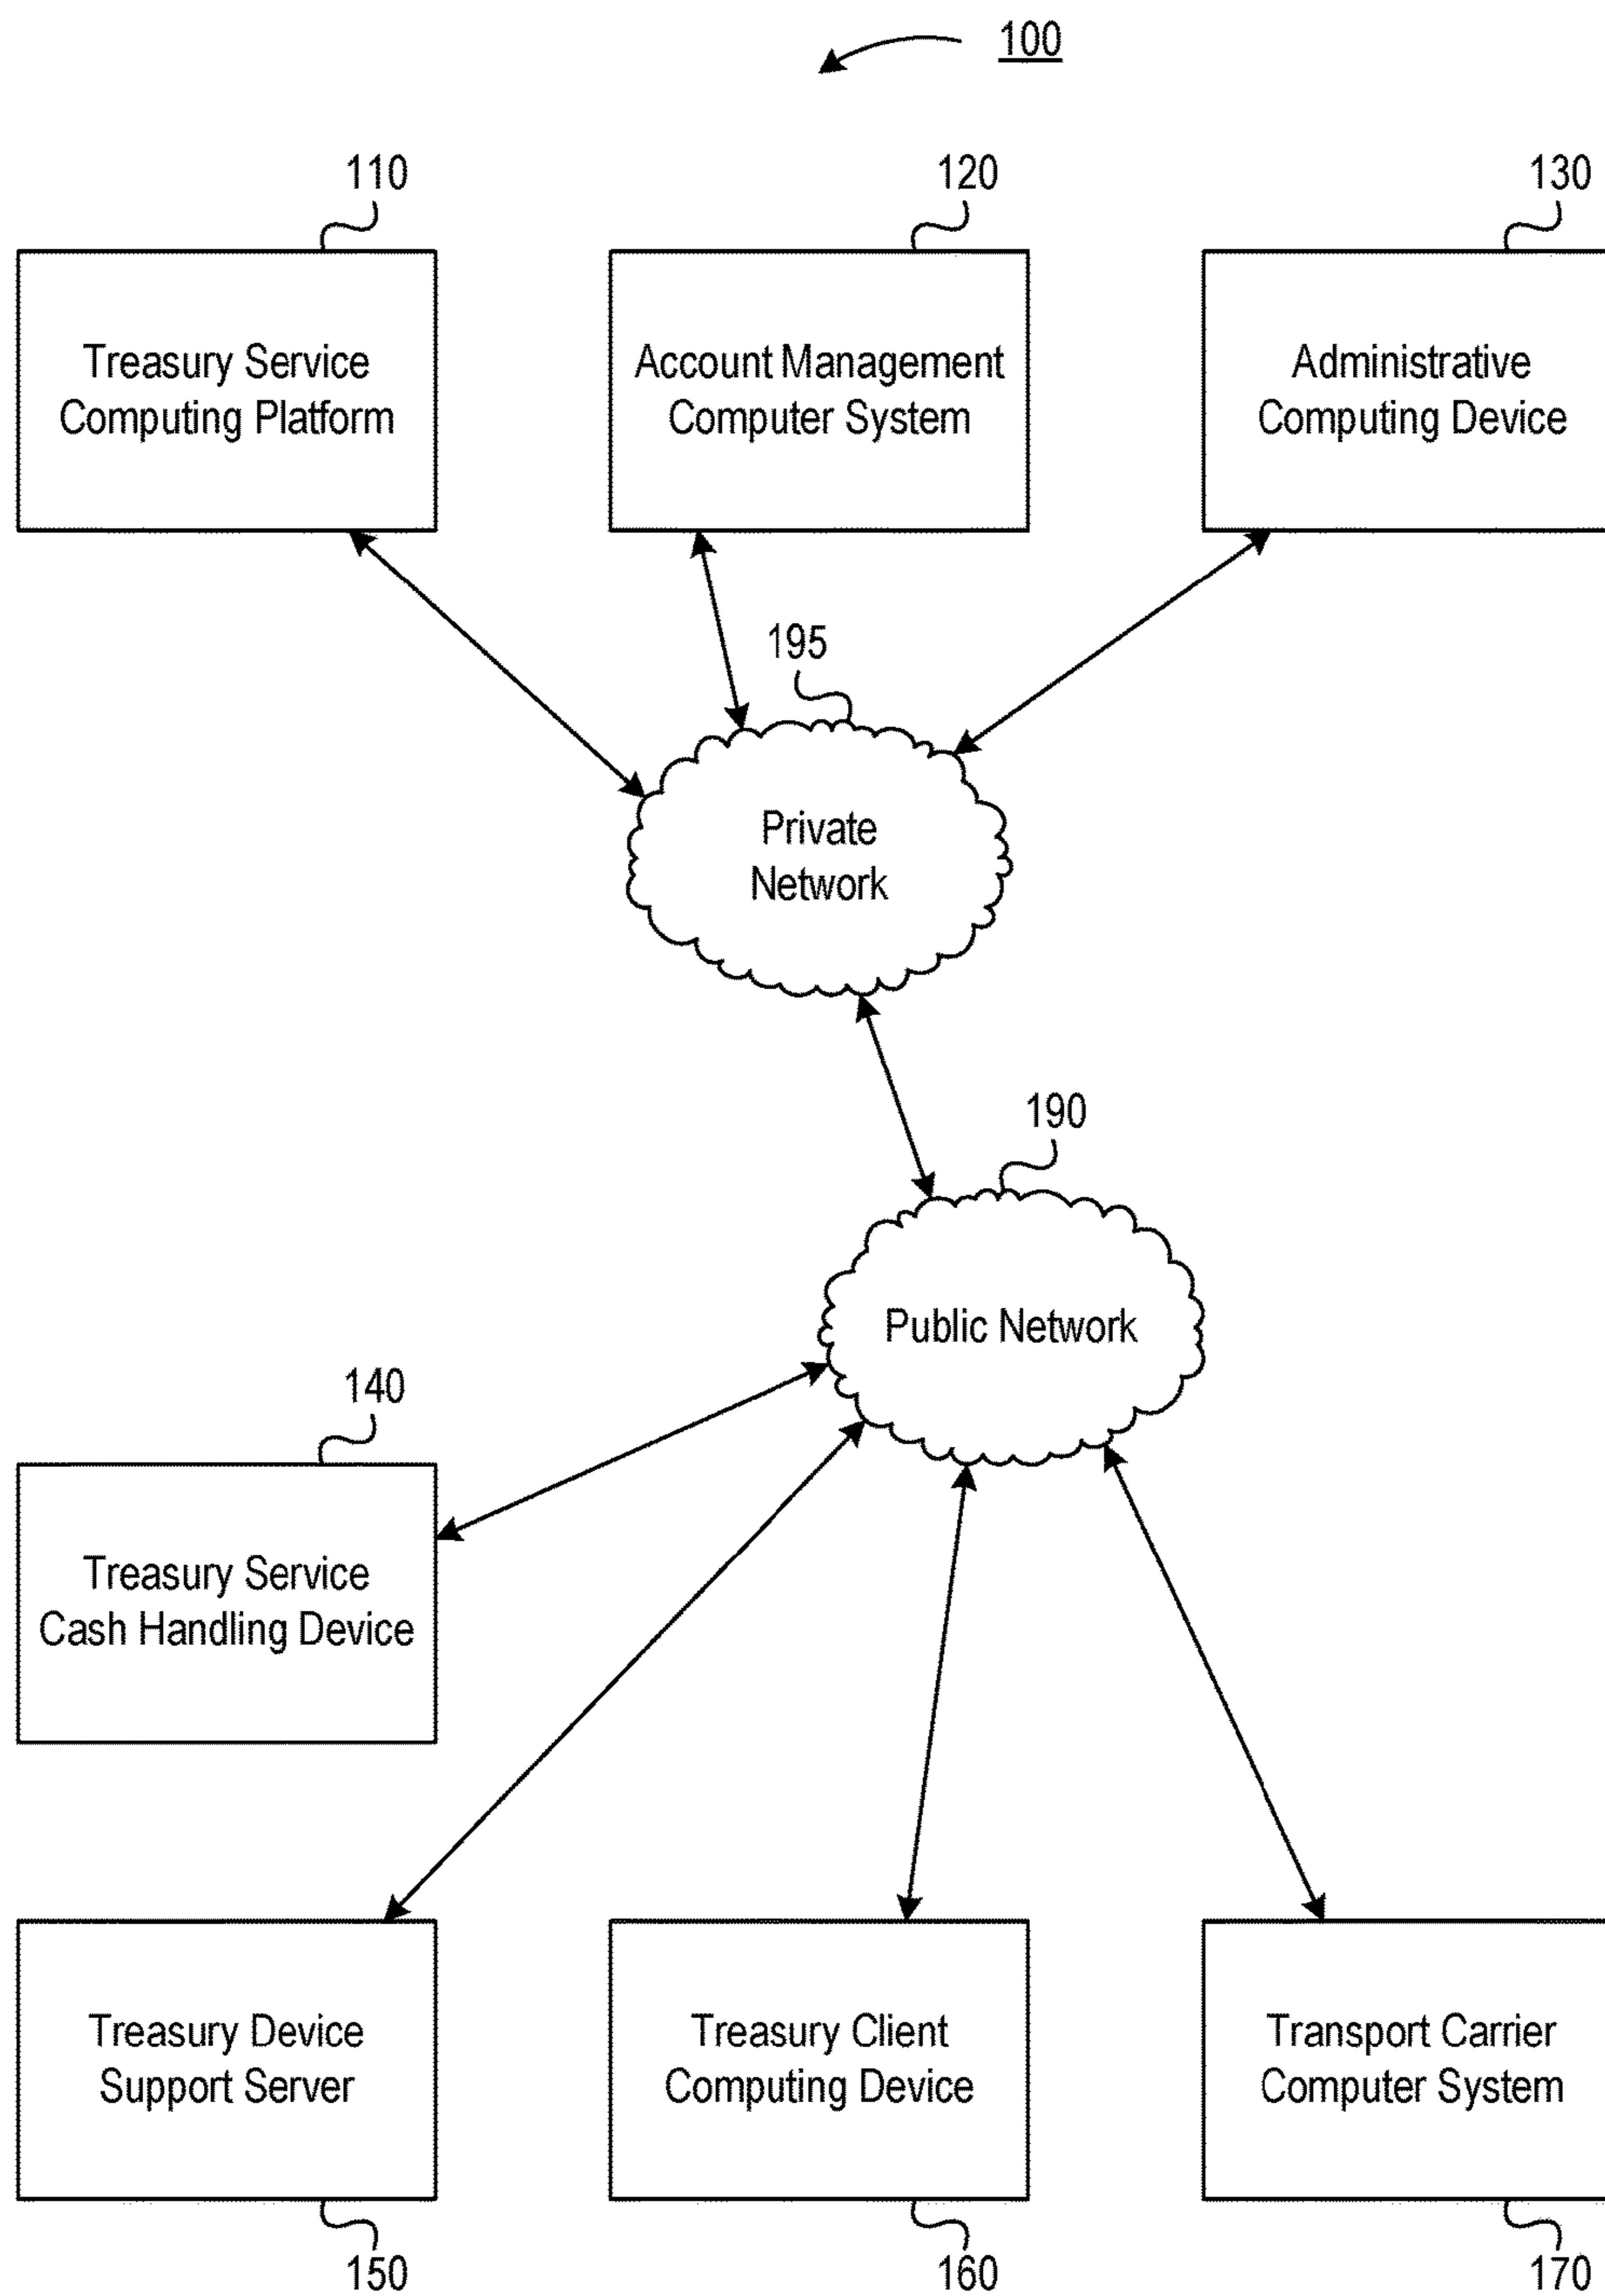 100
110
120
130
Treasury Service
Computing Platform
Account Management
Computer System
Administrative
Computing Device
195
Private
Network
190
Public Network
140
Treasury Service
Cash Handling Device
Treasury Device
Support Server
Treasury Client
Computing Device
Transport Carrier
Computer System
150
160
170